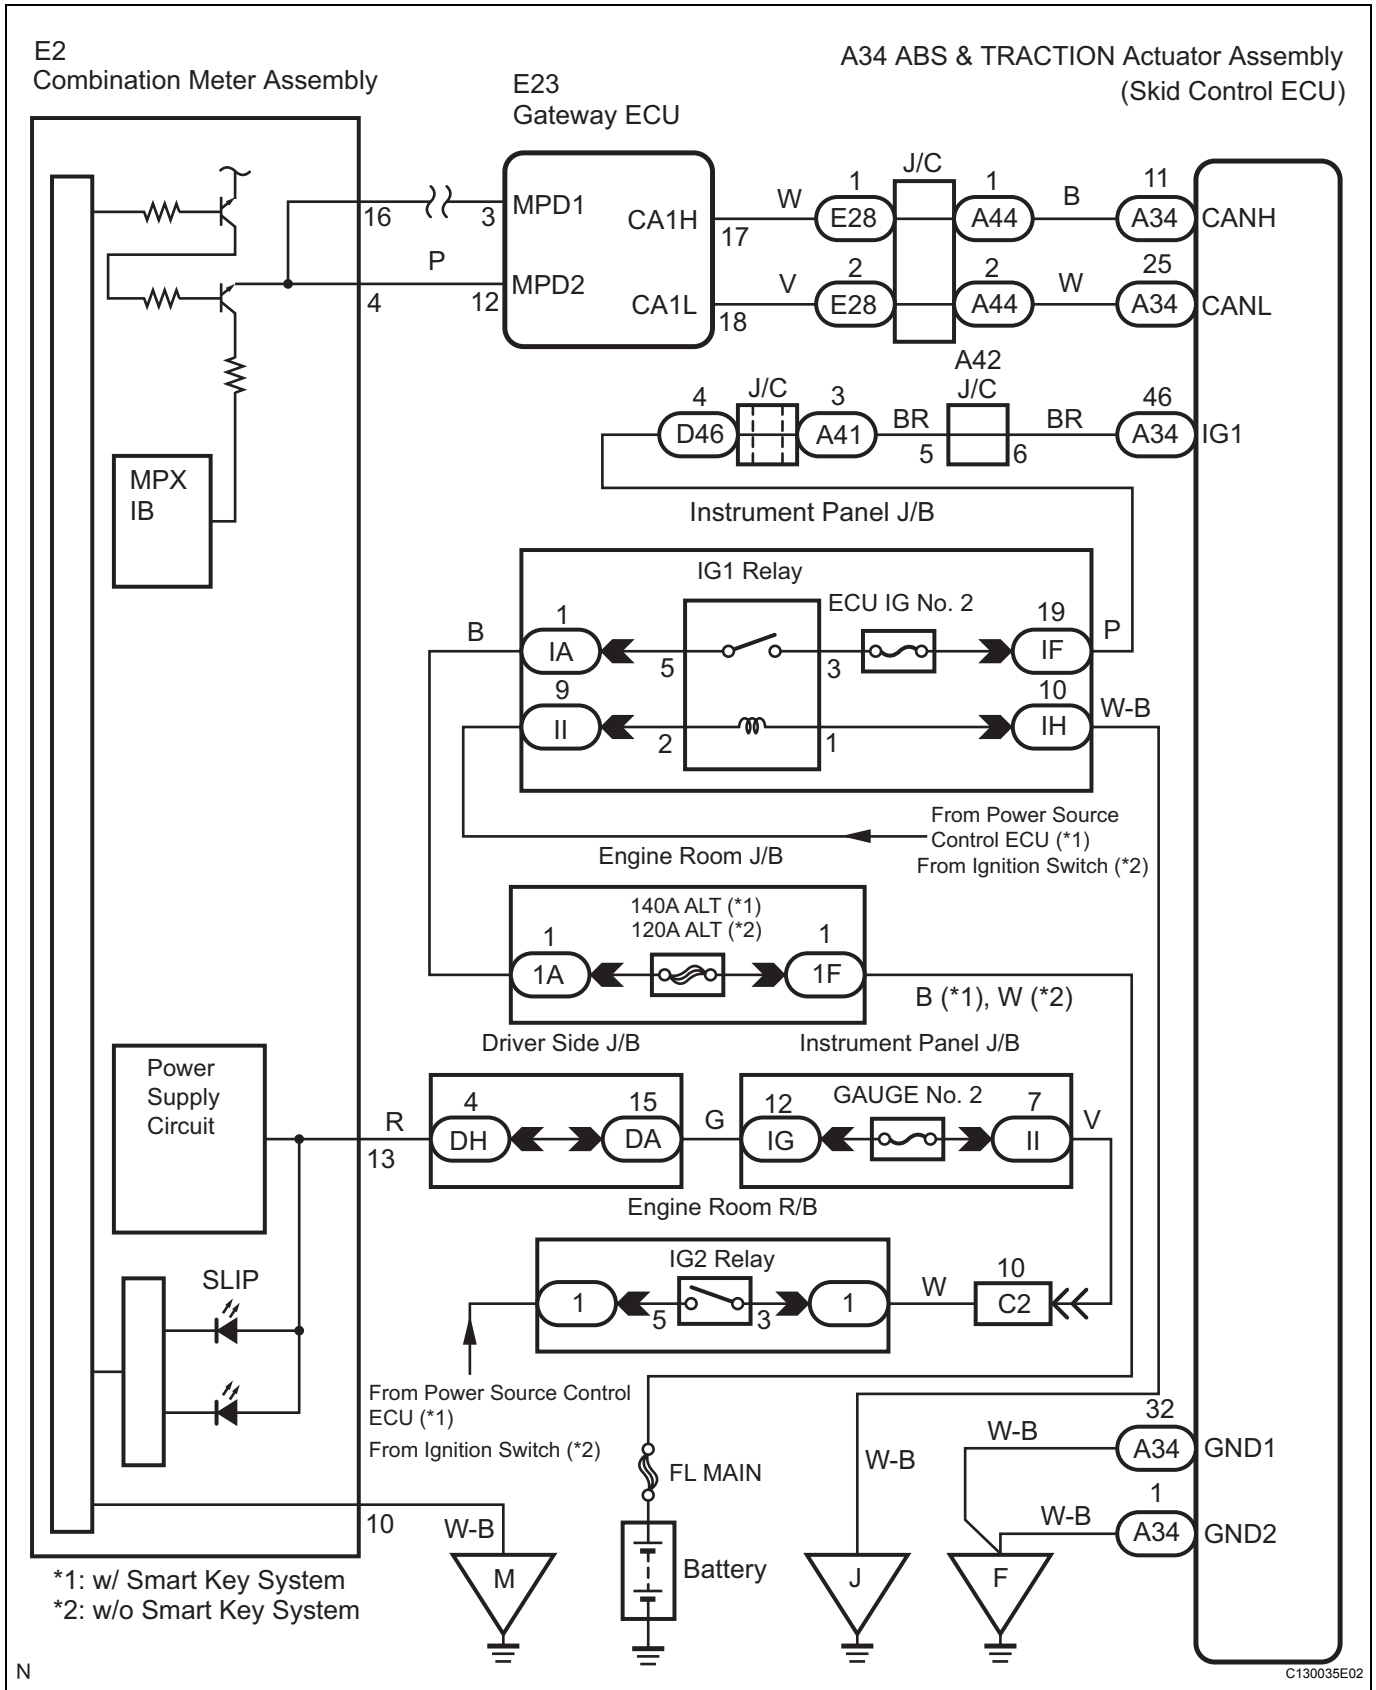 E2
Combination Meter Assembly
E23
Gateway ECU
A34 ABS & TRACTION Actuator Assembly
(Skid Control ECU)
J/C
16
3
MPD1
CA1H
17
W
1
E28
1
A44
B
11
A34
CANH
P
4
12
MPD2
CA1L
18
V
2
E28
2
A44
W
25
A34
CANL
A42
4
D46
J/C
3
A41
BR
5
J/C
6
BR
46
A34
IG1
MPX
IB
Instrument Panel J/B
IG1 Relay
ECU IG No. 2
B
1
IA
5
3
19
IF
P
9
II
2
1
10
IH
W-B
From Power Source
Control ECU (*1)
From Ignition Switch (*2)
Engine Room J/B
140A ALT (*1)
120A ALT (*2)
1
1A
1
1F
B (*1), W (*2)
Driver Side J/B
Instrument Panel J/B
Power
Supply
Circuit
R
13
4
DH
15
DA
G
12
IG
GAUGE No. 2
7
II
V
Engine Room R/B
IG2 Relay
SLIP
1
5
3
1
W
10
C2
From Power Source Control
ECU (*1)
From Ignition Switch (*2)
FL MAIN
W-B
W-B
32
A34
GND1
W-B
1
A34
GND2
10
W-B
M
Battery
J
F
*1: w/ Smart Key System
*2: w/o Smart Key System
N
C130035E02